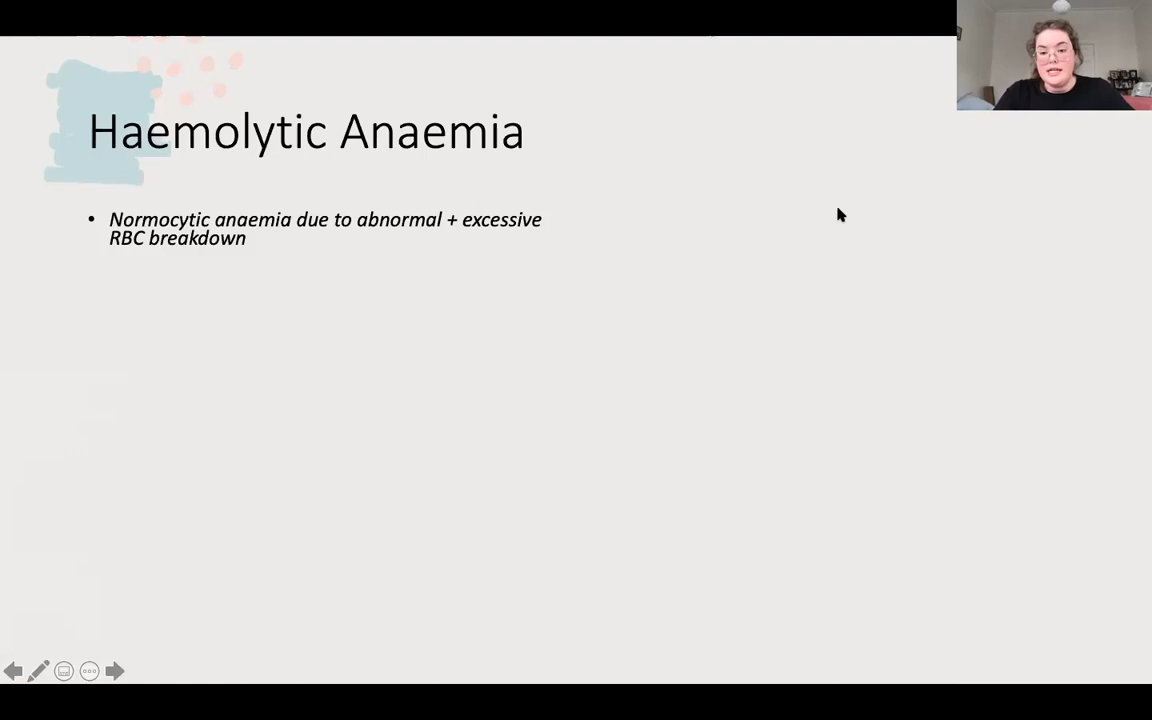 Haemolytic Anaemia
• Normocytic anaemia due to abnormal + excessive
RBC breakdown